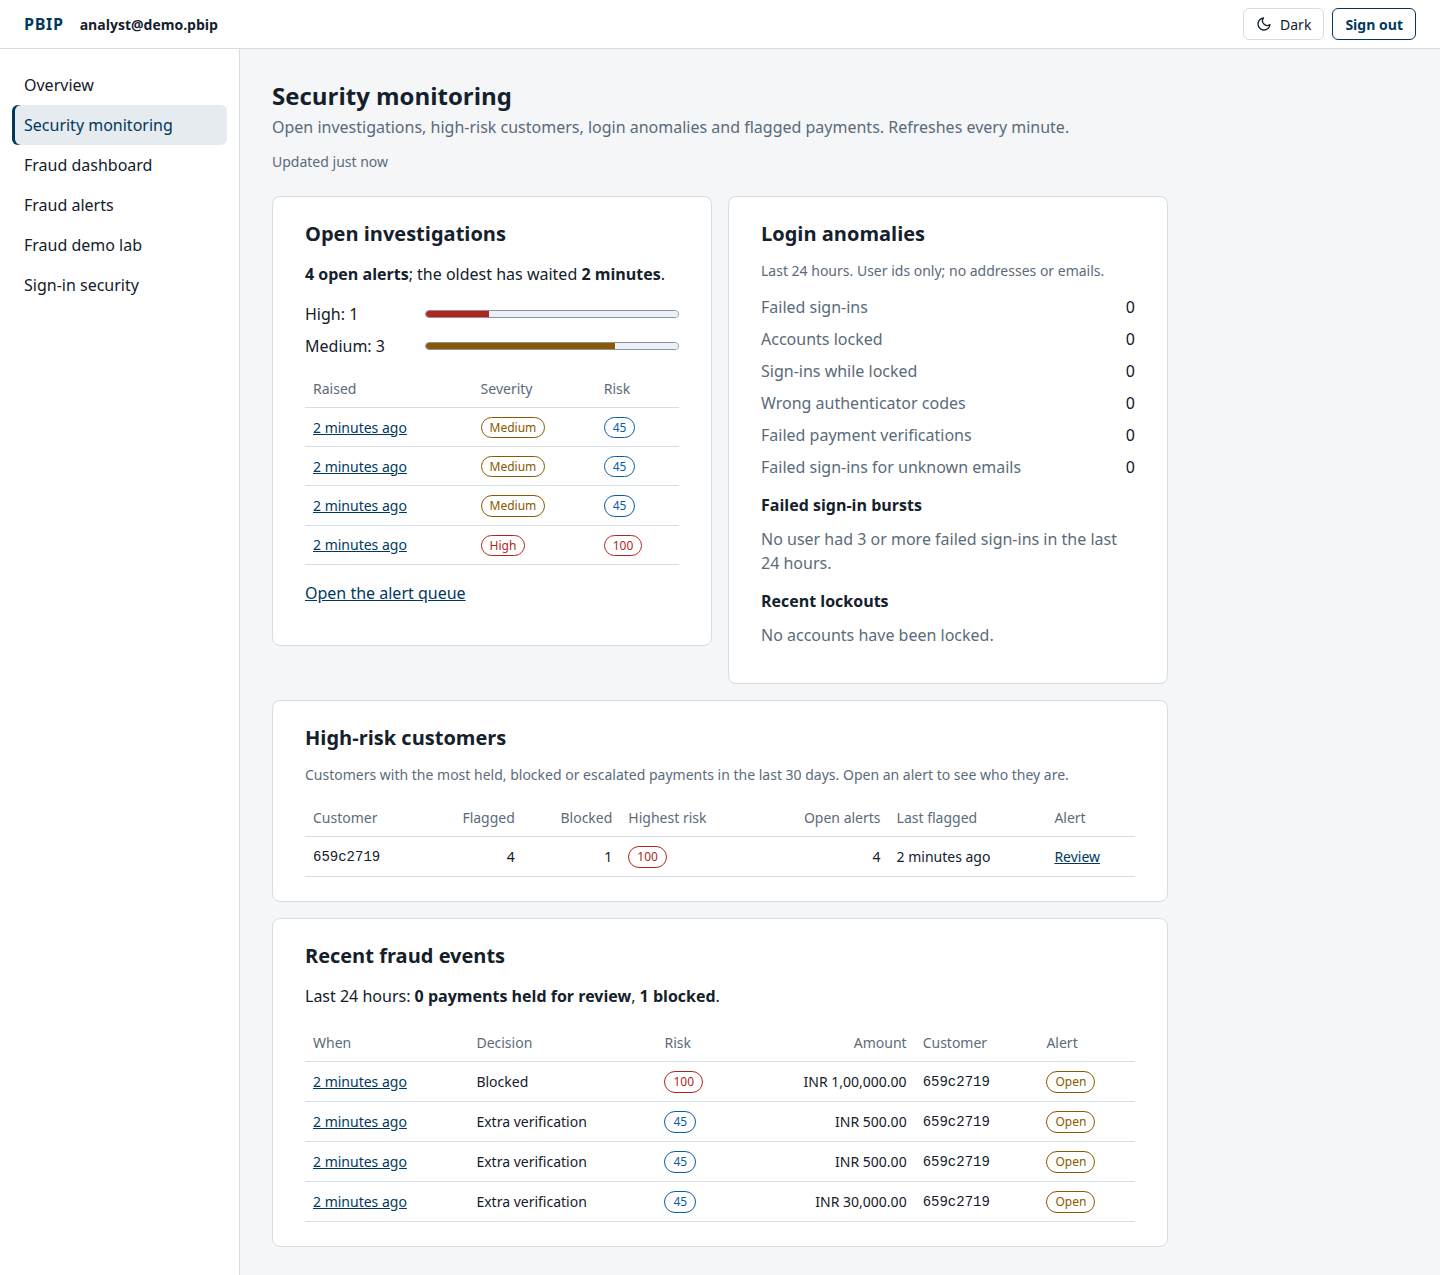 PBIP analyst@demo.pbip Dark Sign out
Overview
Security monitoring
Fraud dashboard
Fraud alerts
Fraud demo lab
Sign-in security
Security monitoring
Open investigations, high-risk customers, login anomalies and flagged payments. Refreshes every minute.
Updated just now
Open investigations
4 open alerts; the oldest has waited 2 minutes.
High: 1
Medium: 3
Raised Severity Risk
2 minutes ago Medium 45
2 minutes ago Medium 45
2 minutes ago Medium 45
2 minutes ago High 100
Open the alert queue
Login anomalies
Last 24 hours. User ids only; no addresses or emails.
Failed sign-ins 0
Accounts locked 0
Sign-ins while locked 0
Wrong authenticator codes 0
Failed payment verifications 0
Failed sign-ins for unknown emails 0
Failed sign-in bursts
No user had 3 or more failed sign-ins in the last
24 hours.
Recent lockouts
No accounts have been locked.
High-risk customers
Customers with the most held, blocked or escalated payments in the last 30 days. Open an alert to see who they are.
Customer Flagged Blocked Highest risk Open alerts Last flagged Alert
659c2719 4 1 100 4 2 minutes ago Review
Recent fraud events
Last 24 hours: 0 payments held for review, 1 blocked.
When Decision Risk Amount Customer Alert
2 minutes ago Blocked 100 INR 1,00,000.00 659c2719 Open
2 minutes ago Extra verification 45 INR 500.00 659c2719 Open
2 minutes ago Extra verification 45 INR 500.00 659c2719 Open
2 minutes ago Extra verification 45 INR 30,000.00 659c2719 Open